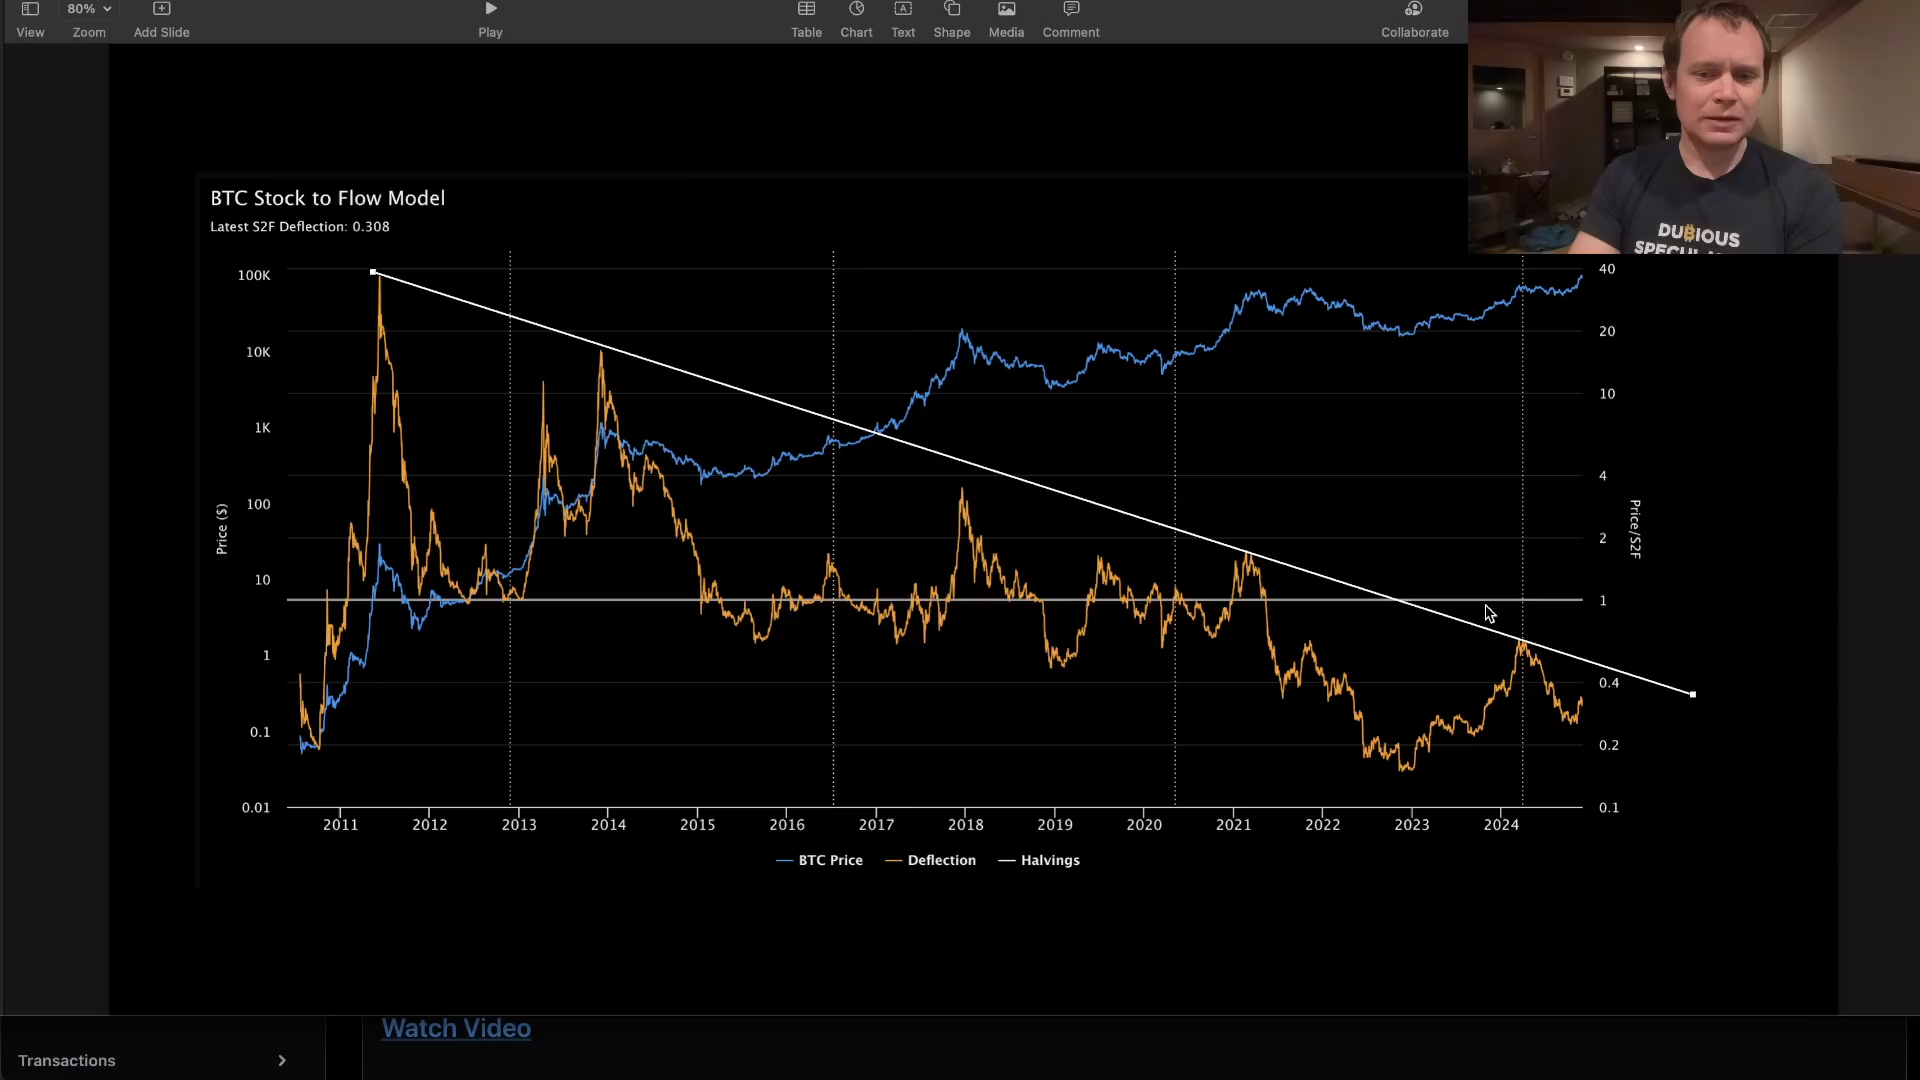 80%
View
Zoom
Add Slide
Play
Table
Chart
Text
Shape
Media
Comment
Collaborate
DUBIOUS
BTC Stock to Flow Model
Latest S2F Deflection: 0.308
100K
10K
1K
100
10
1
0.1
0.01
Price ($)
40
20
10
4
2
1
0.4
0.2
0.1
Price/S2F
2011 2012 2013 2014 2015 2016 2017 2018 2019 2020 2021 2022 2023 2024
BTC Price Deflection Halvings
Watch Video
Transactions